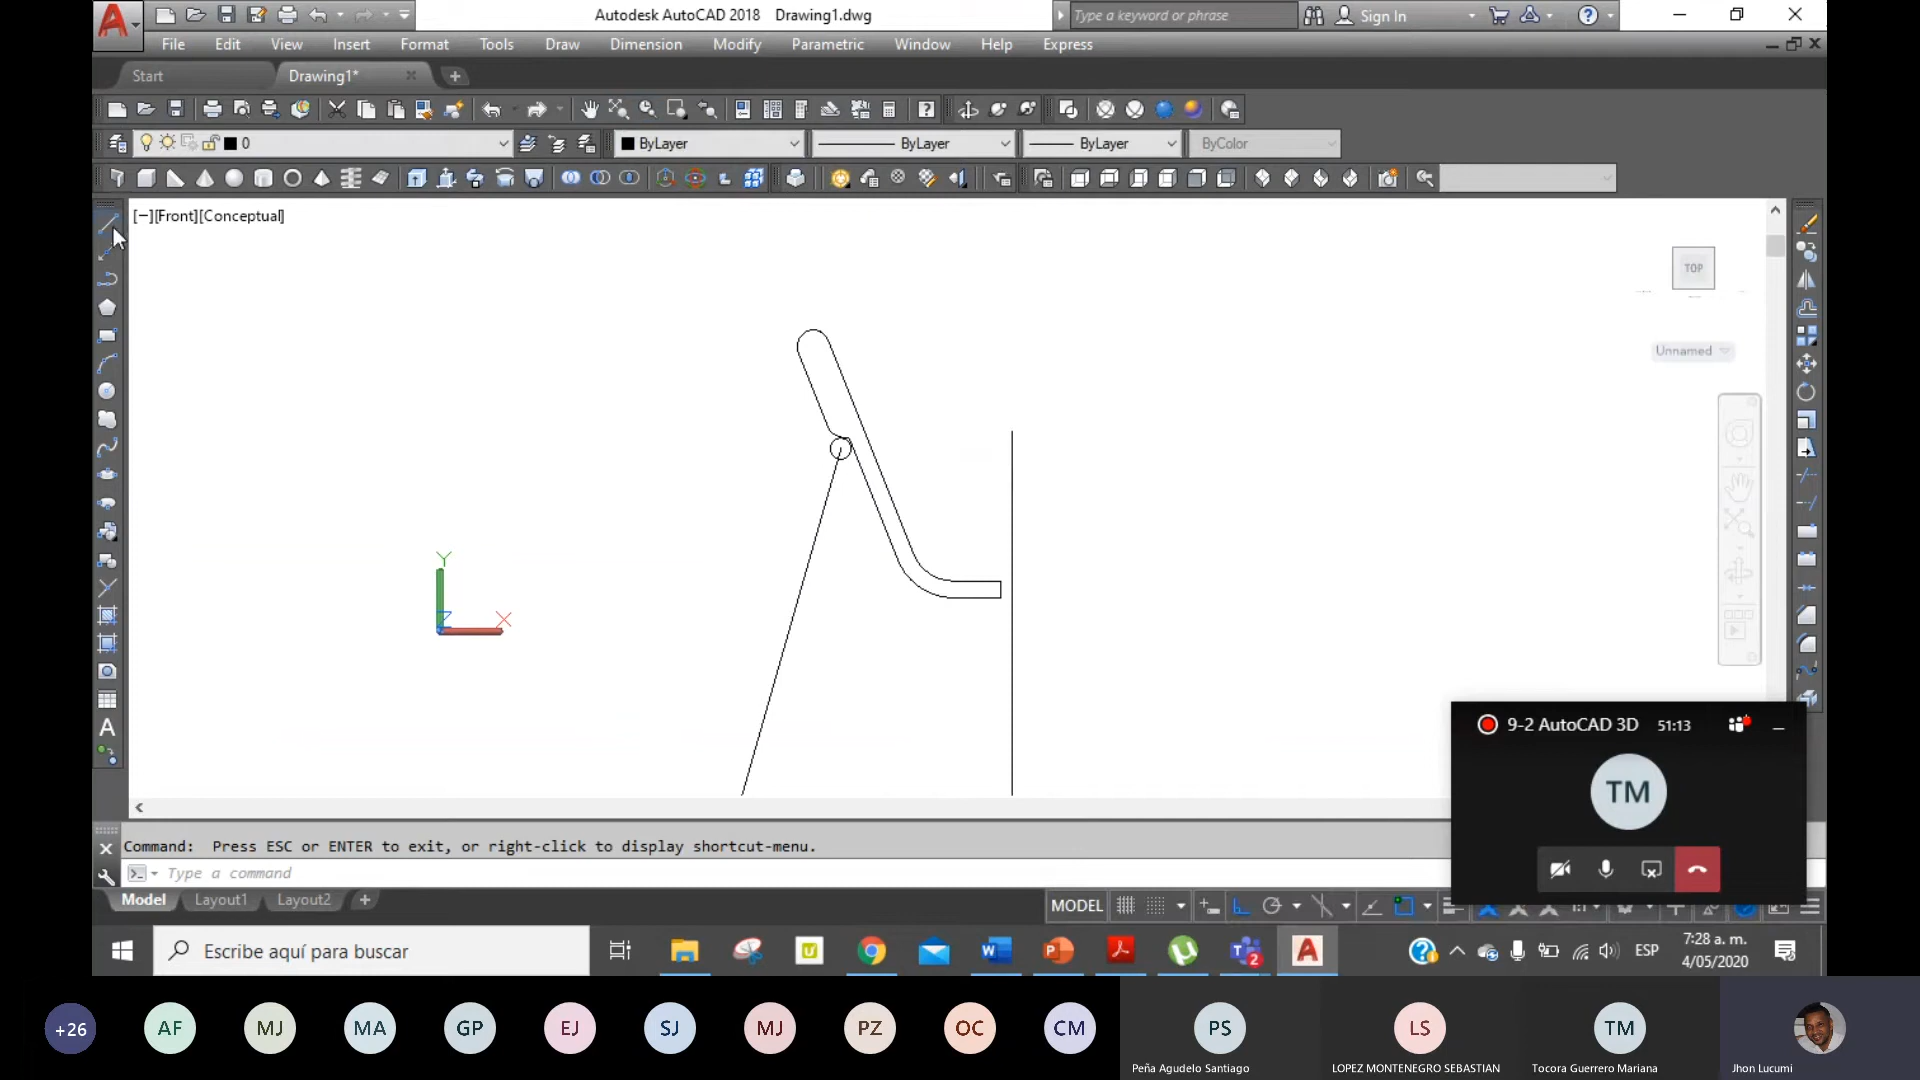 Autodesk AutoCAD 2018 Drawing1.dwg
Type a keyword or phrase
Sign In
File Edit View Insert Format Tools Draw Dimension Modify Parametric Window Help Express
Start
Drawing1*
0
ByLayer
ByLayer
ByLayer
ByColor
[−][Front][Conceptual]
TOP
Unnamed
Y
Z
X
9-2 AutoCAD 3D 51:13
TM
Command: Press ESC or ENTER to exit, or right-click to display shortcut-menu.
Type a command
Model Layout1 Layout2
MODEL
Escribe aquí para buscar
2
ESP
7:28 a. m.
4/05/2020
+26 AF MJ MA GP EJ SJ MJ PZ OC CM PS LS TM
Peña Agudelo Santiago
LOPEZ MONTENEGRO SEBASTIAN
Tocora Guerrero Mariana
Jhon Lucumi